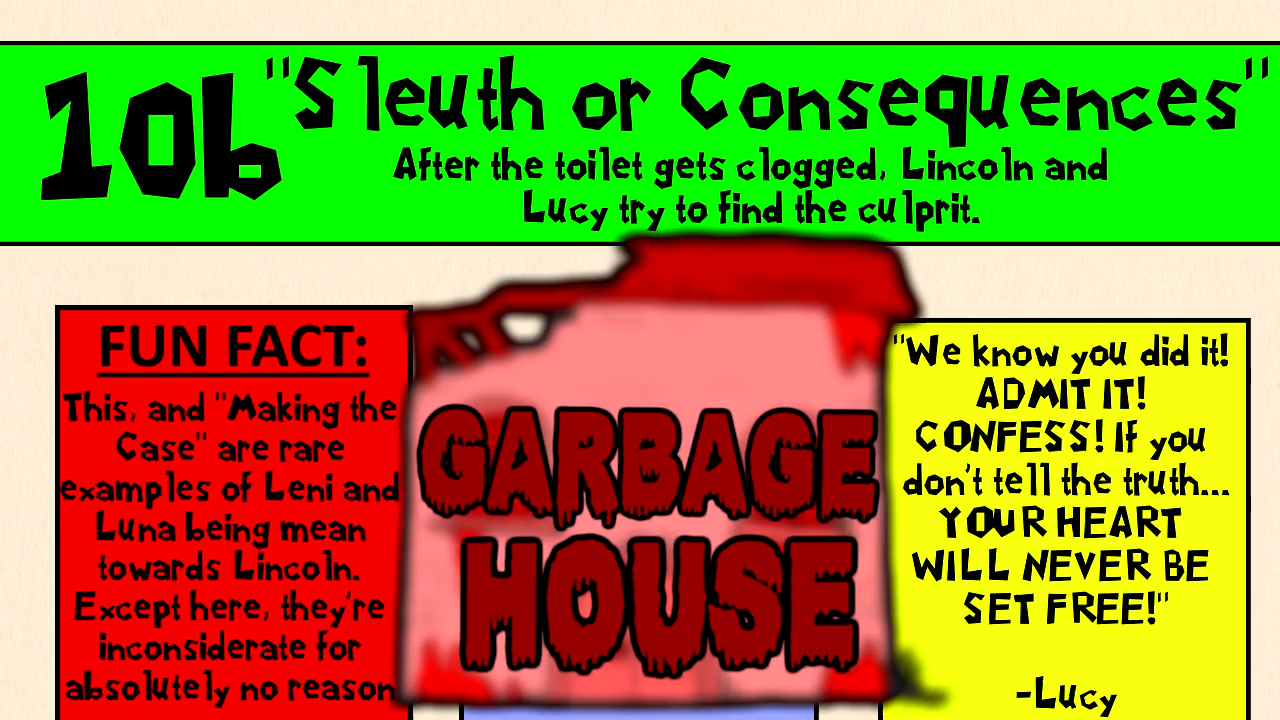 10b
"Sleuth or Consequences"
After the toilet gets clogged, Lincoln and
Lucy try to find the culprit.
FUN FACT:
This, and "Making the
Case" are rare
examples of Leni and
Luna being mean
towards Lincoln.
Except here, they're
inconsiderate for
absolutely no reason
GARBAGE
HOUSE
"We know you did it!
ADMIT IT!
CONFESS! If you
don't tell the truth...
YOUR HEART
WILL NEVER BE
SET FREE!"
-Lucy